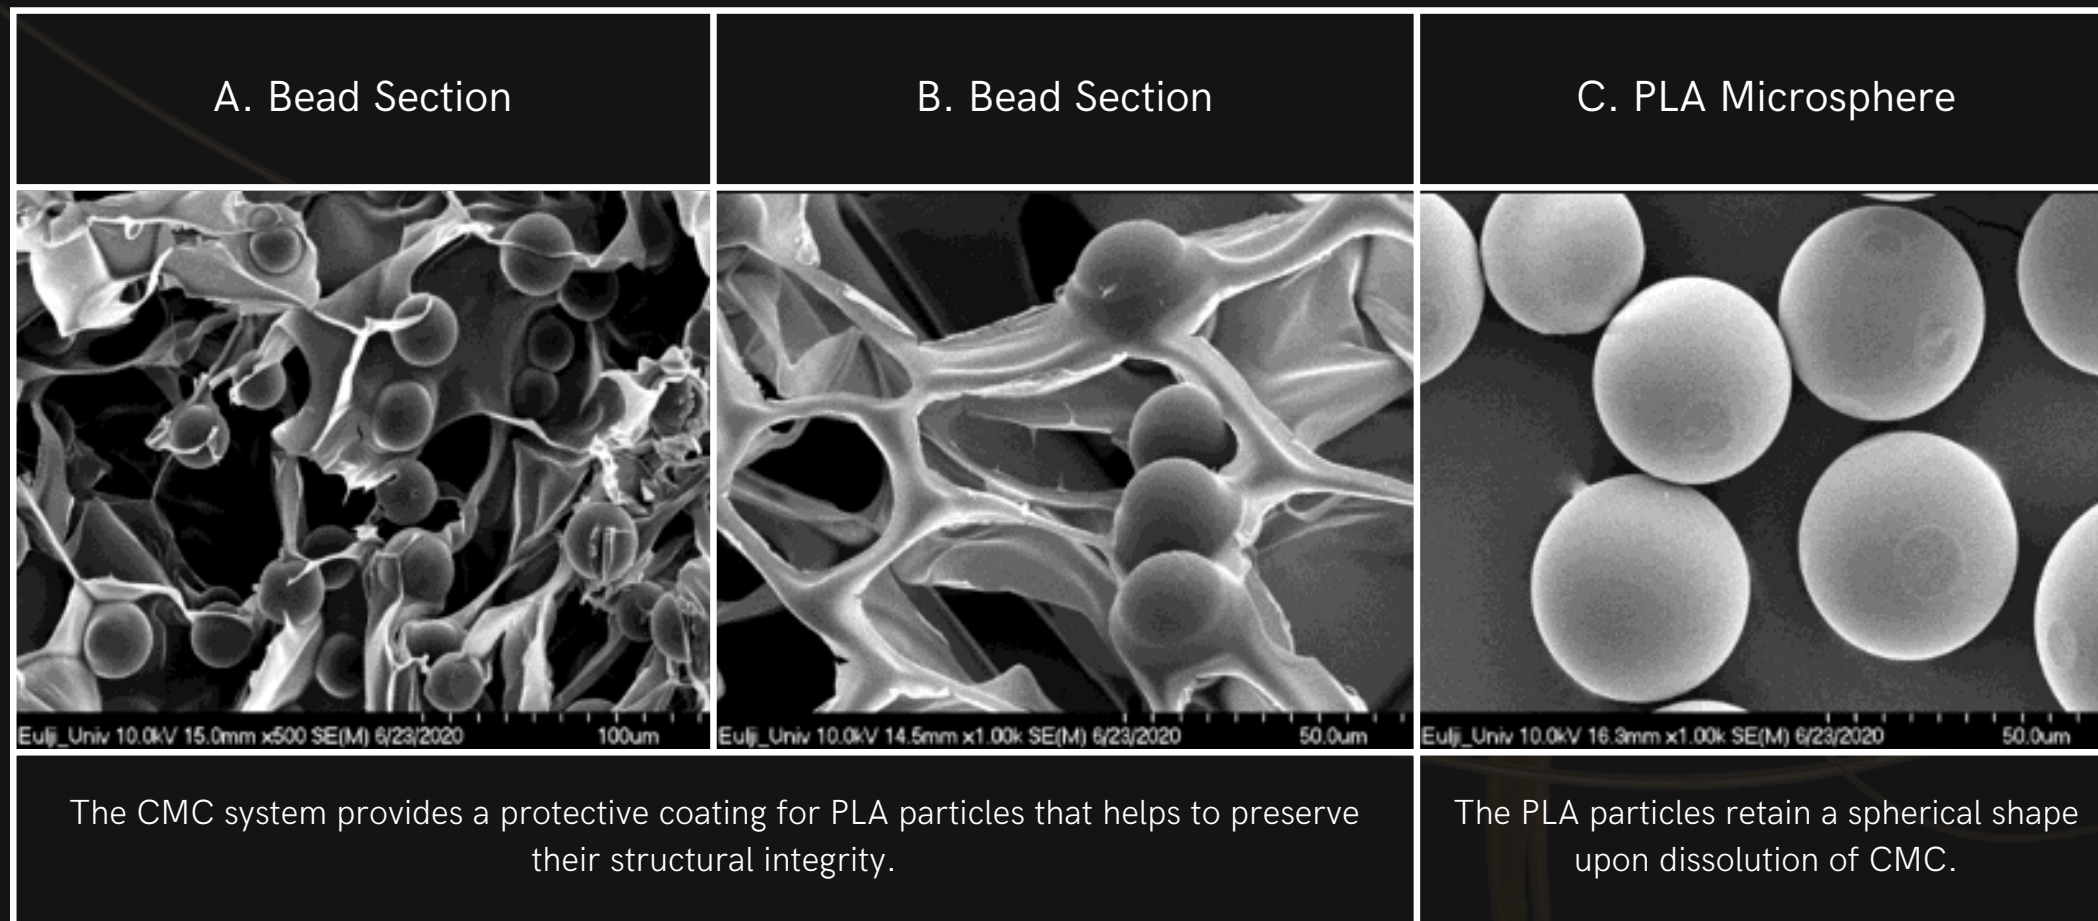 A. Bead Section
B. Bead Section
C. PLA Microsphere
Eulji_Univ 10.0kV 15.0mm x500 SE(M) 6/23/2020 100um
Eulji_Univ 10.0kV 14.5mm x1.00k SE(M) 6/23/2020 50.0um
Eulji_Univ 10.0kV 16.3mm x1.00k SE(M) 6/23/2020 50.0um
The CMC system provides a protective coating for PLA particles that helps to preserve
their structural integrity.
The PLA particles retain a spherical shape
upon dissolution of CMC.